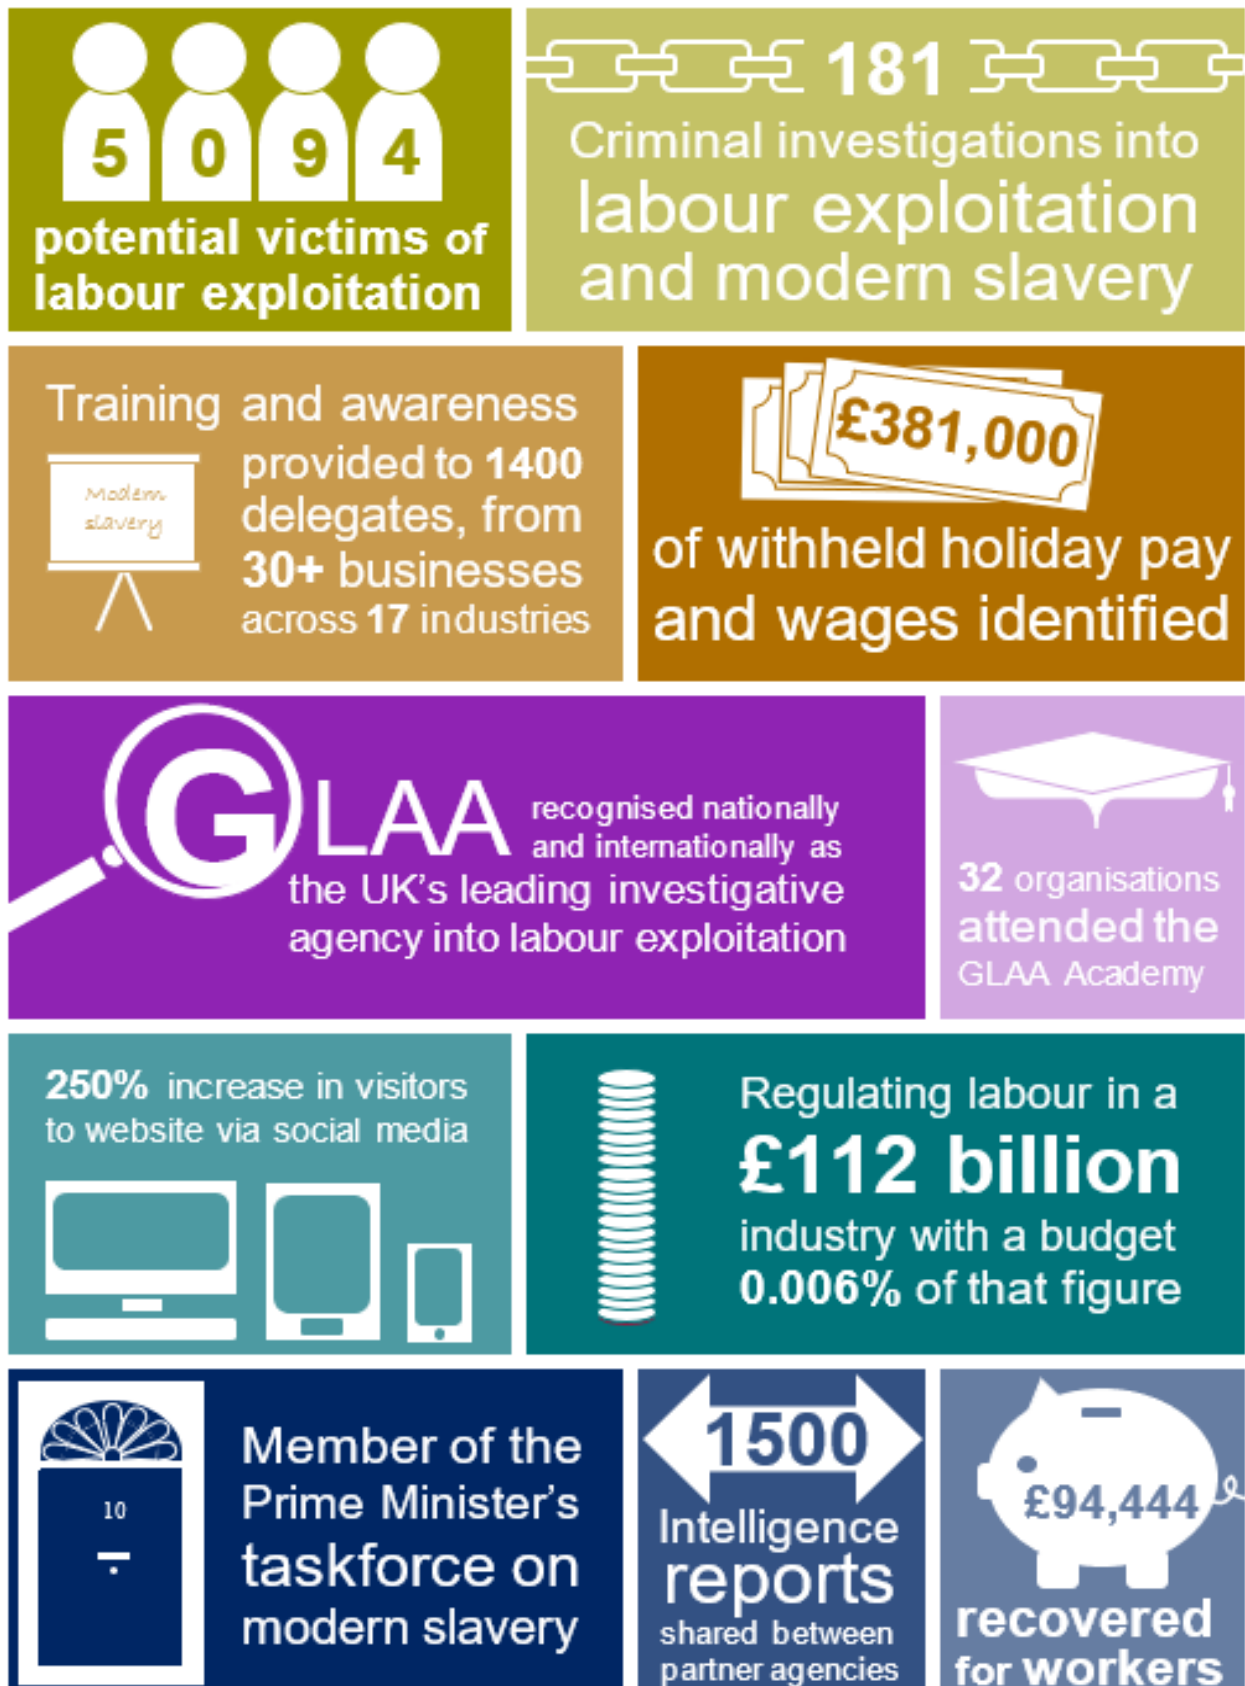 5 0 9 4
potential victims of
labour exploitation
181
Criminal investigations into
labour exploitation
and modern slavery
Training and awareness
provided to 1400
delegates, from
30+ businesses
across 17 industries
Modern
slavery
£381,000
of withheld holiday pay
and wages identified
GLAA recognised nationally
and internationally as
the UK's leading investigative
agency into labour exploitation
32 organisations
attended the
GLAA Academy
250% increase in visitors
to website via social media
Regulating labour in a
£112 billion
industry with a budget
0.006% of that figure
10
Member of the
Prime Minister's
taskforce on
modern slavery
1500
Intelligence
reports
shared between
partner agencies
£94,444
recovered
for workers